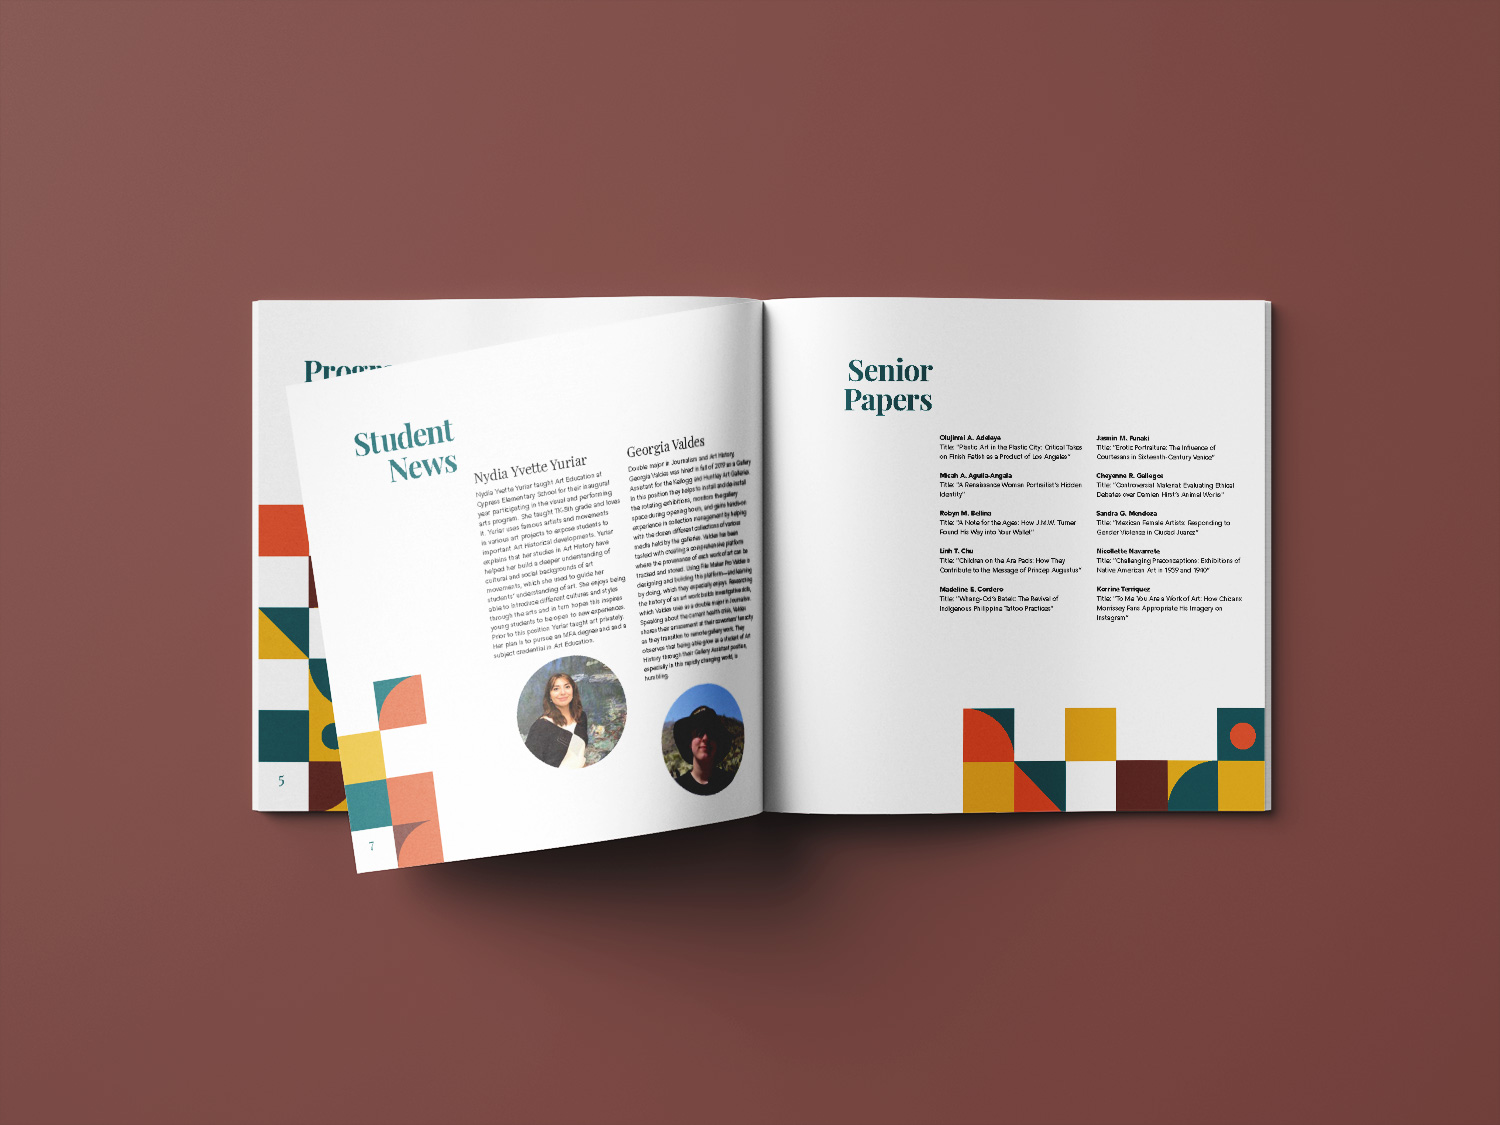 Progr
5
Student
News
Nydia Yvette Yuriar
Nydia Yvette Yuriar taught Art Education at
Cypress Elementary School for their inaugural
year participating in the visual and performing
arts program. She taught TK-8th grade and loves
it. Yuriar uses famous artists and movements
in various art projects to expose students to
important Art Historical developments. Yuriar
explains that her studies in Art History have
helped her build a deeper understanding of
cultural and social backgrounds of art
movements, which she used to guide her
students' understanding of art. She enjoys being
able to introduce different cultures and styles
through the arts and in turn hopes this inspires
young students to be open to new experiences.
Prior to this position Yuriar taught art privately.
Her plan is to pursue an MFA degree and and a
subject credential in Art Education.
Georgia Valdes
Double major in Journalism and Art History,
Georgia Valdes was hired in fall of 2019 as a Gallery
Assistant for the Kellogg and Huntley Art Galleries.
In this position they helps to install and de-install
the rotating exhibitions, monitors the gallery
space during opening hours, and gains hands-on
experience in collection management by helping
with the dozen different collections of various
media held by the galleries. Valdes has been
tasked with creating a comprehensive platform
where the provenance of each work of art can be
tracked and stored. Using File Maker Pro Valdes is
designing and building this platform—and learning
by doing, which they especially enjoys. Researching
the history of an art work builds investigative skills,
which Valdes uses as a double major in Journalism.
Speaking about the current health crisis, Valdes
shares their amazement at their coworkers' tenacity
as they transition to remote gallery work. They
observes that being able grow as a student of Art
History through their Gallery Assistant position,
especially in this rapidly changing world, is
humbling.
7
Senior
Papers
Olujimi A. Adeleye
Title: "Plastic Art in the Plastic City: Critical Takes
on Finish Fetish as a Product of Los Angeles"
Micah A. Aguila-Angala
Title: "A Renaissance Woman Portraitist's Hidden
Identity"
Robyn M. Bellina
Title: "A Note for the Ages: How J.M.W. Turner
Found His Way into Your Wallet"
Linh T. Chu
Title: "Children on the Ara Pacis: How They
Contribute to the Message of Princep Augustus"
Madeline E. Cordero
Title: "Whang-Od's Batek: The Revival of
Indigenous Philippine Tattoo Practices"
Jasmin M. Funaki
Title: "Erotic Portraiture: The Influence of
Courtesans in Sixteenth-Century Venice"
Cheyenne R. Gallegos
Title: "Controversial Material: Evaluating Ethical
Debates over Damien Hirst's Animal Works"
Sandra G. Mendoza
Title: "Mexican Female Artists: Responding to
Gender Violence in Ciudad Juarez"
Nicollette Navarrete
Title: "Challenging Preconceptions: Exhibitions of
Native American Art in 1939 and 1940"
Korrine Terriquez
Title: "To Me You Are a Work of Art: How Chicanx
Morrissey Fans Appropriate His Imagery on
Instagram"